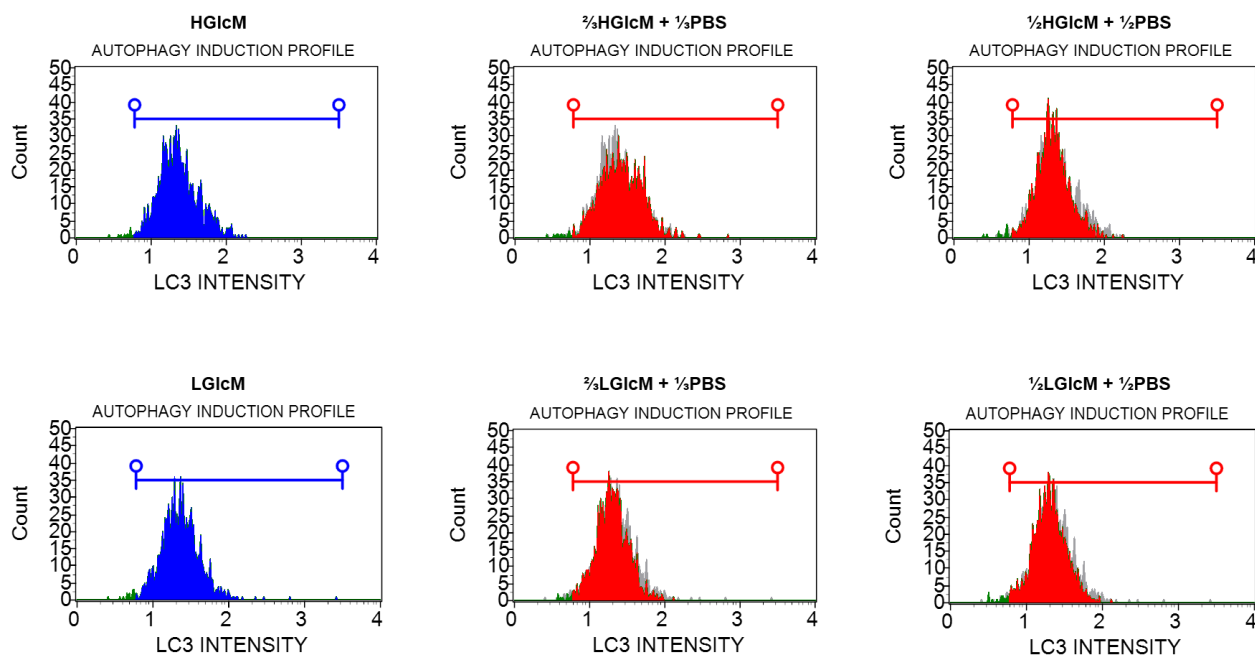 HGlcM
AUTOPHAGY INDUCTION PROFILE
50
45
40
35
30
25
20
15
10
5
0
Count
0 1 2 3 4
LC3 INTENSITY
⅔HGlcM + ⅓PBS
AUTOPHAGY INDUCTION PROFILE
50
45
40
35
30
25
20
15
10
5
0
Count
0 1 2 3 4
LC3 INTENSITY
½HGlcM + ½PBS
AUTOPHAGY INDUCTION PROFILE
50
45
40
35
30
25
20
15
10
5
0
Count
0 1 2 3 4
LC3 INTENSITY
LGlcM
AUTOPHAGY INDUCTION PROFILE
50
45
40
35
30
25
20
15
10
5
0
Count
0 1 2 3 4
LC3 INTENSITY
⅔LGlcM + ⅓PBS
AUTOPHAGY INDUCTION PROFILE
50
45
40
35
30
25
20
15
10
5
0
Count
0 1 2 3 4
LC3 INTENSITY
½LGlcM + ½PBS
AUTOPHAGY INDUCTION PROFILE
50
45
40
35
30
25
20
15
10
5
0
Count
0 1 2 3 4
LC3 INTENSITY